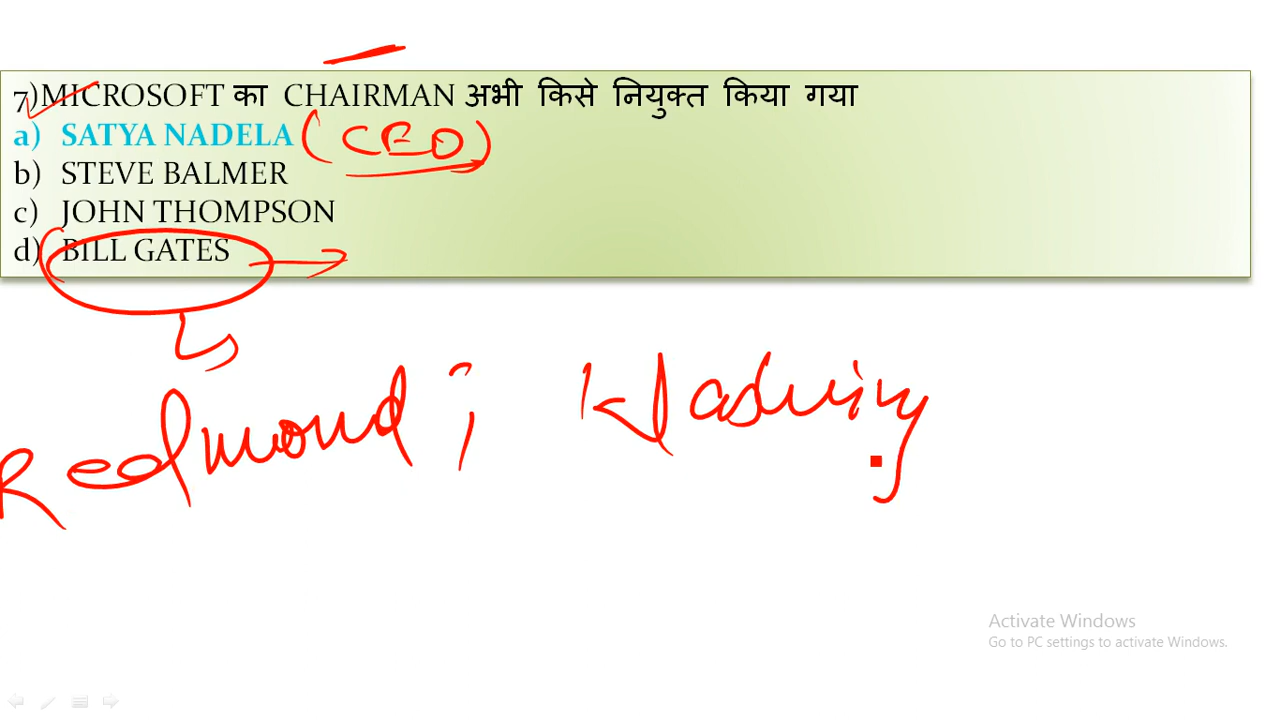 7)MICROSOFT का CHAIRMAN अभी किसे नियुक्त किया गया
a) SATYA NADELA (CEO)
b) STEVE BALMER
c) JOHN THOMPSON
d) BILL GATES
Redmond ; Washing
Activate Windows
Go to PC settings to activate Windows.